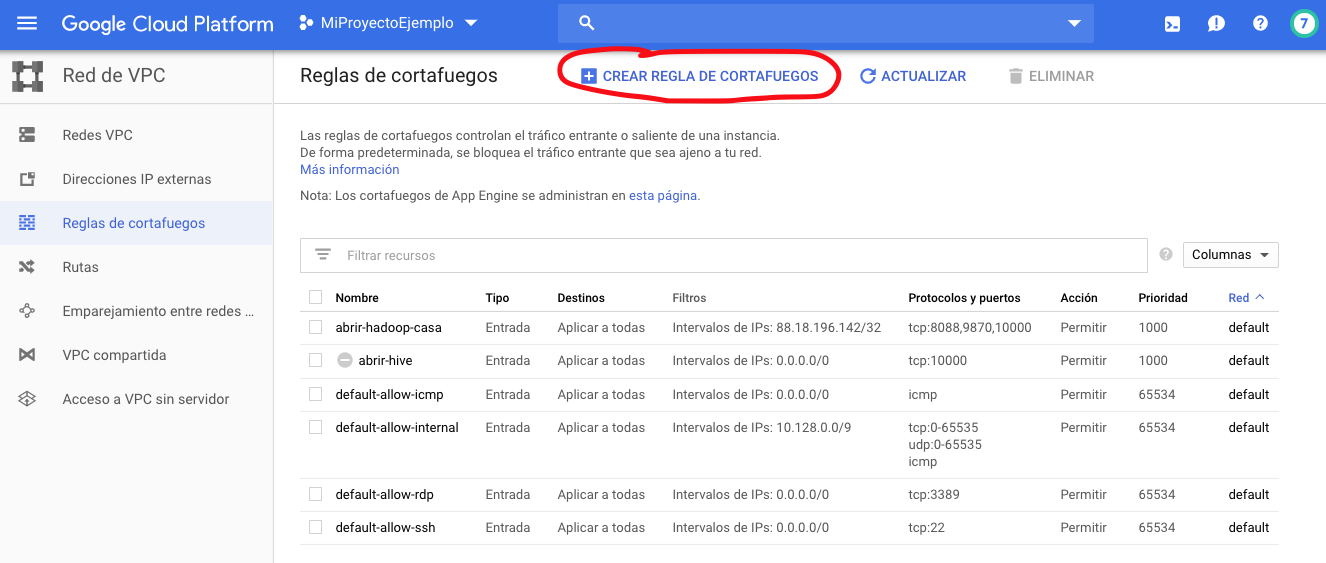 Google Cloud Platform
MiProyectoEjemplo
7
Red de VPC
Reglas de cortafuegos
CREAR REGLA DE CORTAFUEGOS
ACTUALIZAR
ELIMINAR
Redes VPC
Direcciones IP externas
Reglas de cortafuegos
Rutas
Emparejamiento entre redes ...
VPC compartida
Acceso a VPC sin servidor
Las reglas de cortafuegos controlan el tráfico entrante o saliente de una instancia.
De forma predeterminada, se bloquea el tráfico entrante que sea ajeno a tu red.
Más información
Nota: Los cortafuegos de App Engine se administran en esta página.
Filtrar recursos
Columnas
Nombre Tipo Destinos Filtros Protocolos y puertos Acción Prioridad Red
abrir-hadoop-casa Entrada Aplicar a todas Intervalos de IPs: 88.18.196.142/32 tcp:8088,9870,10000 Permitir 1000 default
abrir-hive Entrada Aplicar a todas Intervalos de IPs: 0.0.0.0/0 tcp:10000 Permitir 1000 default
default-allow-icmp Entrada Aplicar a todas Intervalos de IPs: 0.0.0.0/0 icmp Permitir 65534 default
default-allow-internal Entrada Aplicar a todas Intervalos de IPs: 10.128.0.0/9 tcp:0-65535 Permitir 65534 default
udp:0-65535
icmp
default-allow-rdp Entrada Aplicar a todas Intervalos de IPs: 0.0.0.0/0 tcp:3389 Permitir 65534 default
default-allow-ssh Entrada Aplicar a todas Intervalos de IPs: 0.0.0.0/0 tcp:22 Permitir 65534 default